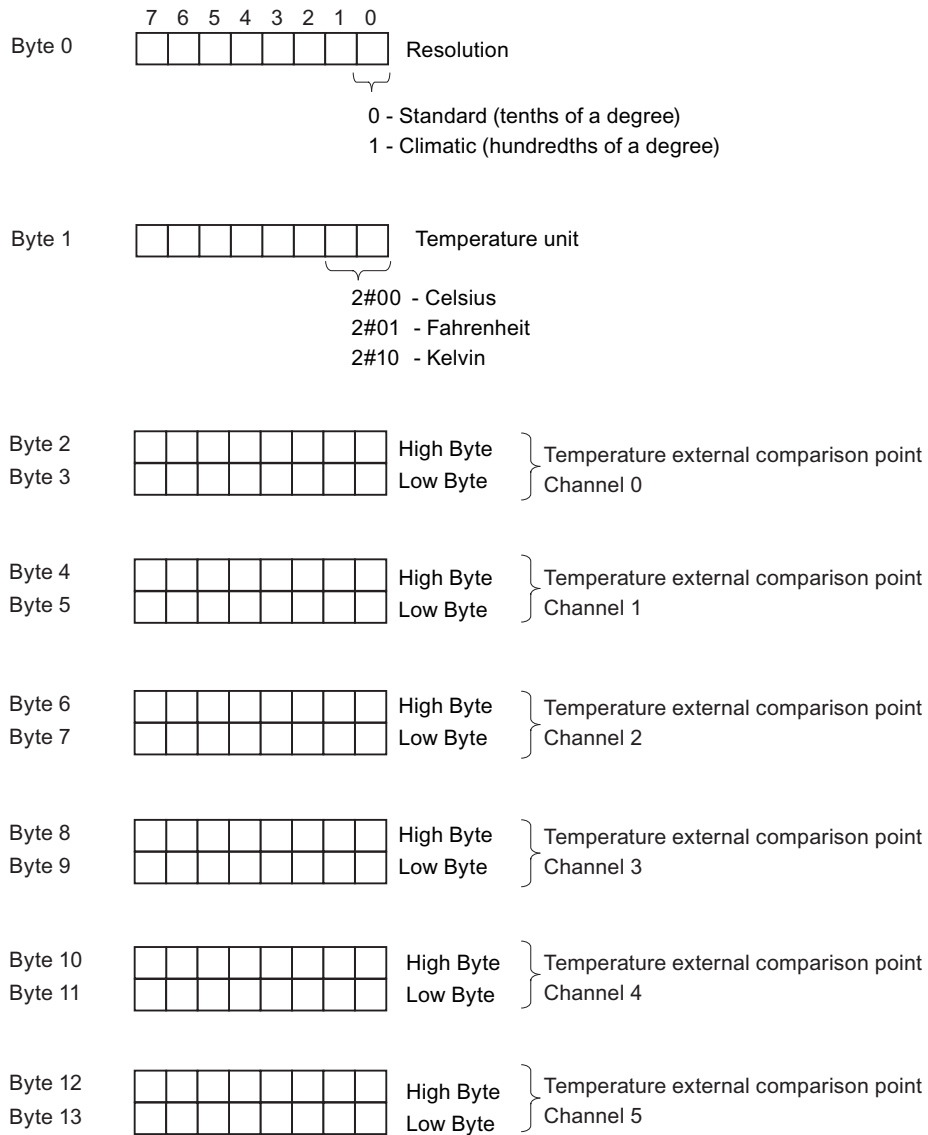 7 6 5 4 3 2 1 0
Byte 0 Resolution
0 - Standard (tenths of a degree)
1 - Climatic (hundredths of a degree)
Byte 1 Temperature unit
2#00 - Celsius
2#01 - Fahrenheit
2#10 - Kelvin
Byte 2 High Byte Temperature external comparison point
Byte 3 Low Byte Channel 0
Byte 4 High Byte Temperature external comparison point
Byte 5 Low Byte Channel 1
Byte 6 High Byte Temperature external comparison point
Byte 7 Low Byte Channel 2
Byte 8 High Byte Temperature external comparison point
Byte 9 Low Byte Channel 3
Byte 10 High Byte Temperature external comparison point
Byte 11 Low Byte Channel 4
Byte 12 High Byte Temperature external comparison point
Byte 13 Low Byte Channel 5